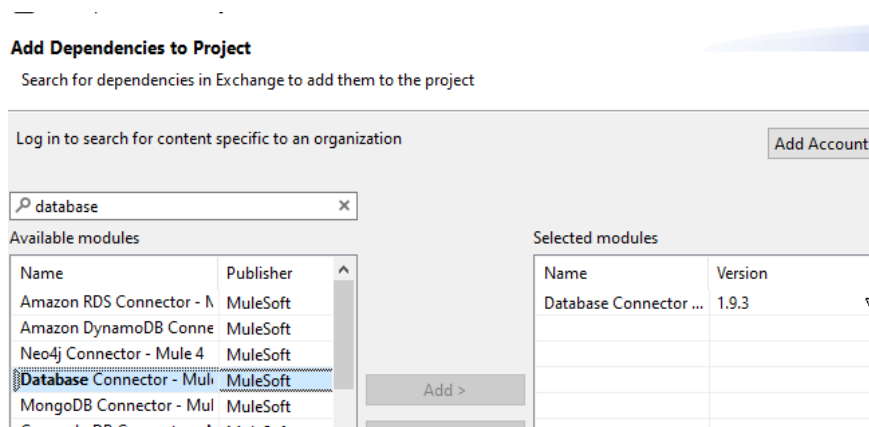 Add Dependencies to Project
Search for dependencies in Exchange to add them to the project
Log in to search for content specific to an organization
Add Account
database
Available modules
Selected modules
Name Publisher
Name Version
Amazon RDS Connector - MuleSoft
Database Connector ... 1.9.3
Amazon DynamoDB Conne MuleSoft
Neo4j Connector - Mule 4 MuleSoft
Database Connector - Mul MuleSoft
Add >
MongoDB Connector - Mul MuleSoft